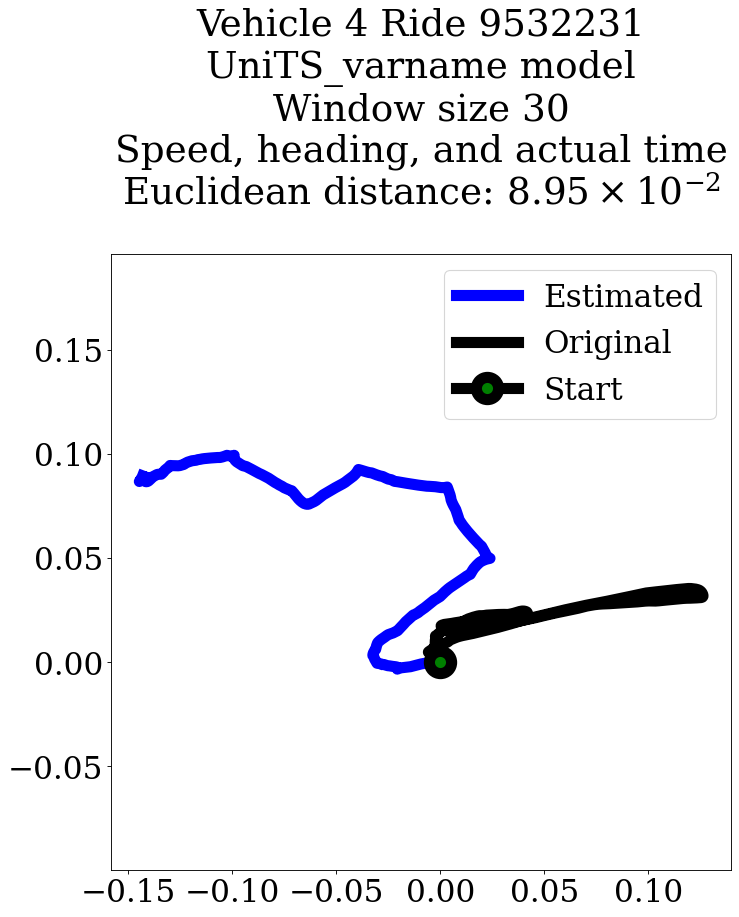 Vehicle 4 Ride 9532231
UniTS_varname model
Window size 30
Speed, heading, and actual time
Euclidean distance: 8.95 × 10⁻²
Estimated
Original
Start
0.15
0.10
0.05
0.00
−0.05
−0.15 −0.10 −0.05 0.00 0.05 0.10